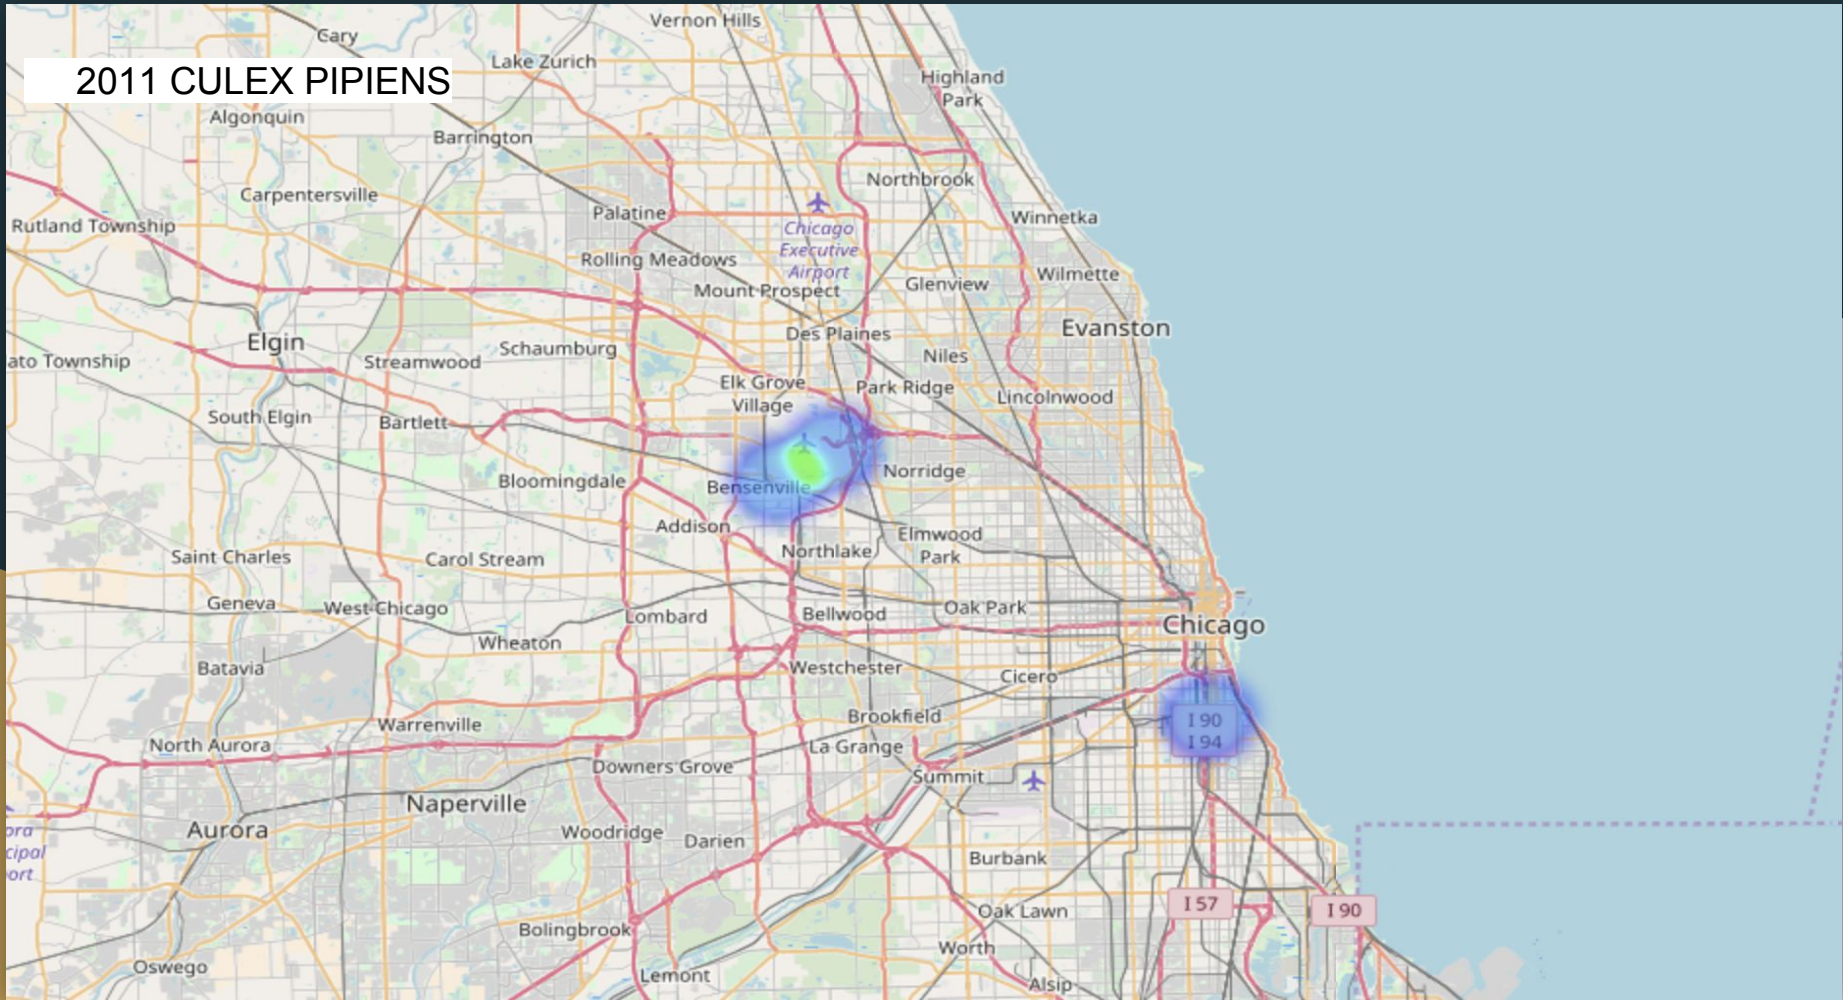 2011 CULEX PIPIENS
Vernon Hills
Cary
Lake Zurich
Highland
Park
Algonquin
Barrington
Northbrook
Carpentersville
Palatine
Winnetka
Rutland Township
Chicago
Executive
Airport
Rolling Meadows
Wilmette
Glenview
Mount Prospect
Evanston
Des Plaines
Elgin
Schaumburg
Niles
ato Township
Streamwood
Elk Grove
Village
Park Ridge
Lincolnwood
South Elgin
Bartlett
Norridge
Bloomingdale
Bensenville
Addison
Elmwood
Park
Northlake
Saint Charles
Carol Stream
Geneva
West Chicago
Lombard
Bellwood
Oak Park
Chicago
Wheaton
Batavia
Westchester
Cicero
Brookfield
I 90
I 94
Warrenville
North Aurora
La Grange
Downers Grove
Summit
Naperville
Aurora
Woodridge
Darien
ora
cipal
ort
Burbank
I 57
I 90
Oak Lawn
Bolingbrook
Worth
Oswego
Lemont
Alsip